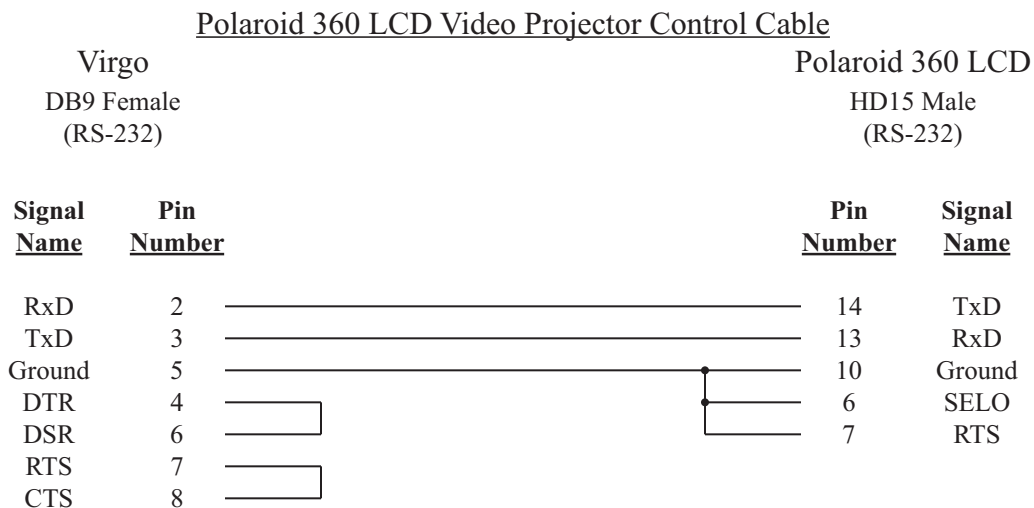 Polaroid 360 LCD Video Projector Control Cable
Virgo Polaroid 360 LCD
DB9 Female HD15 Male
(RS-232) (RS-232)
Signal Pin Pin Signal
Name Number Number Name
RxD 2 14 TxD
TxD 3 13 RxD
Ground 5 10 Ground
DTR 4 6 SELO
DSR 6 7 RTS
RTS 7
CTS 8